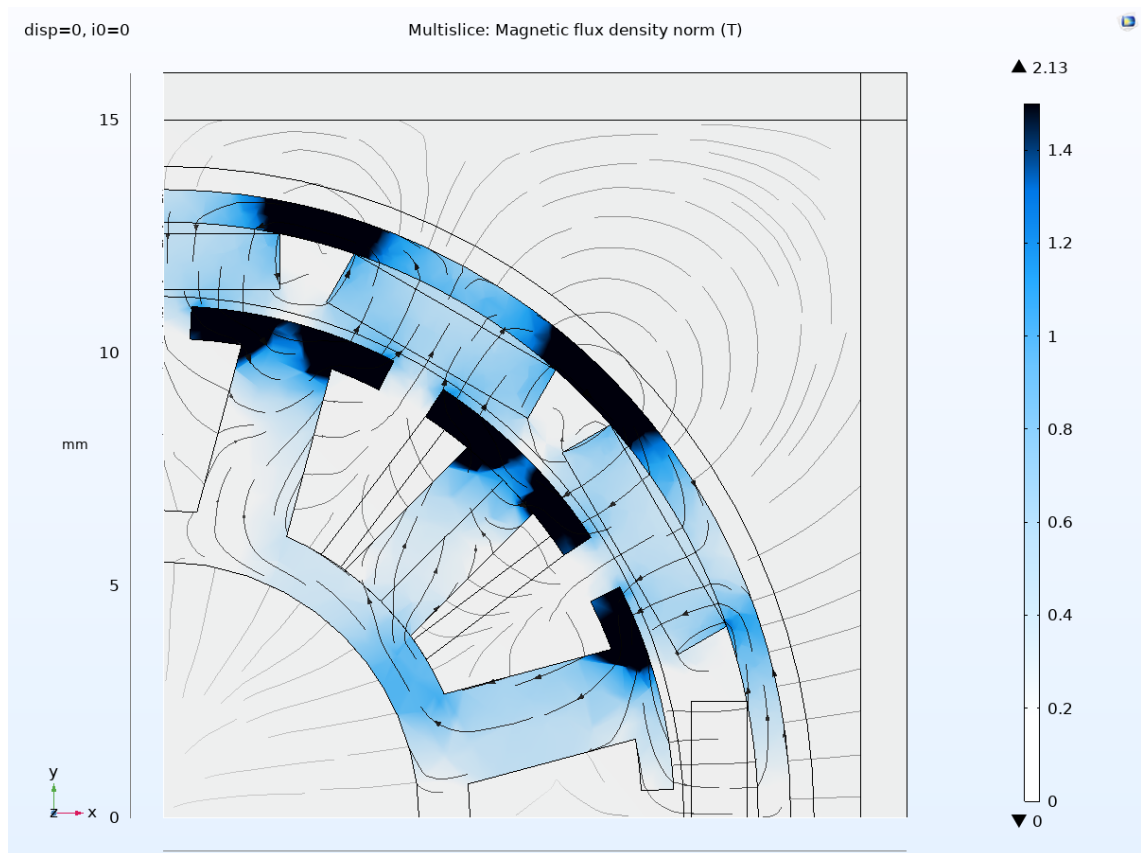 disp=0, i0=0
Multislice: Magnetic flux density norm (T)
▲ 2.13
15
10
mm
5
0
1.4
1.2
1
0.8
0.6
0.4
0.2
0
▼ 0
y
z
x